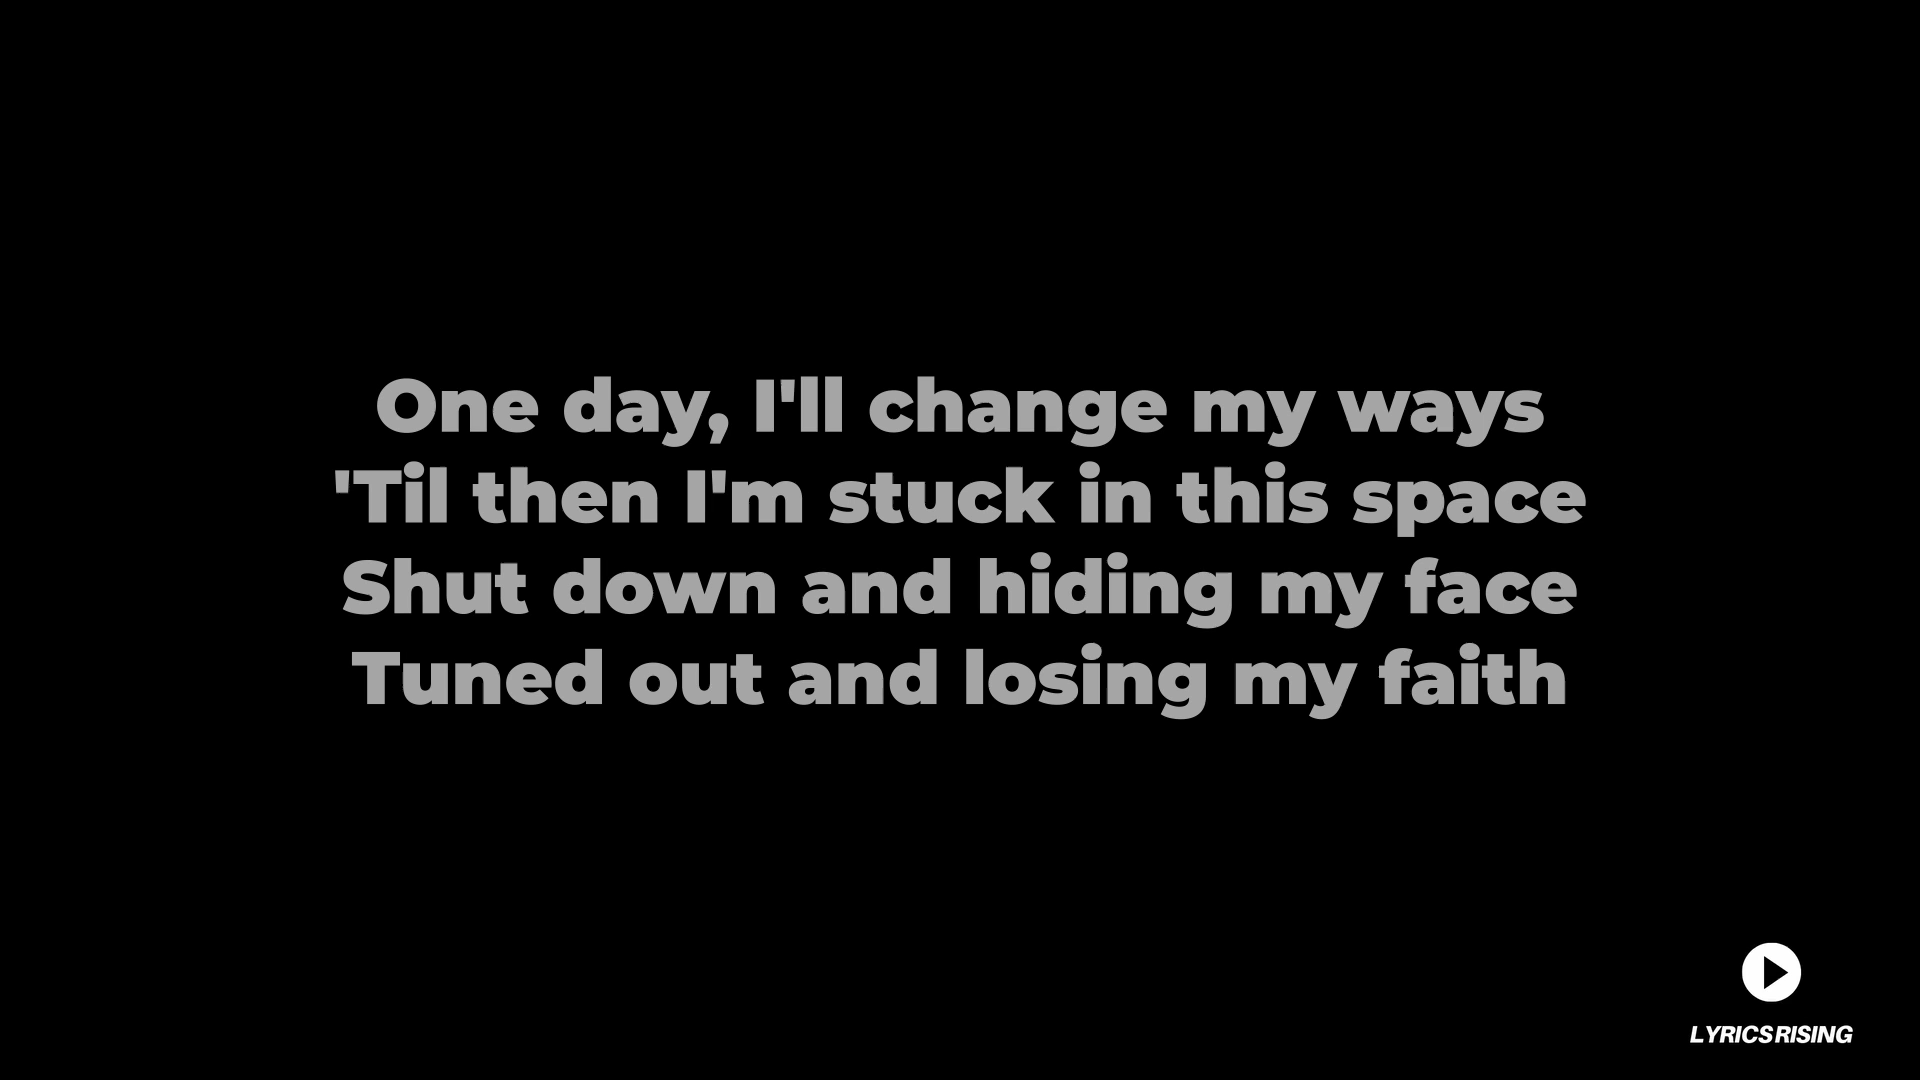 One day, I'll change my ways
'Til then I'm stuck in this space
Shut down and hiding my face
Tuned out and losing my faith
LYRICS RISING